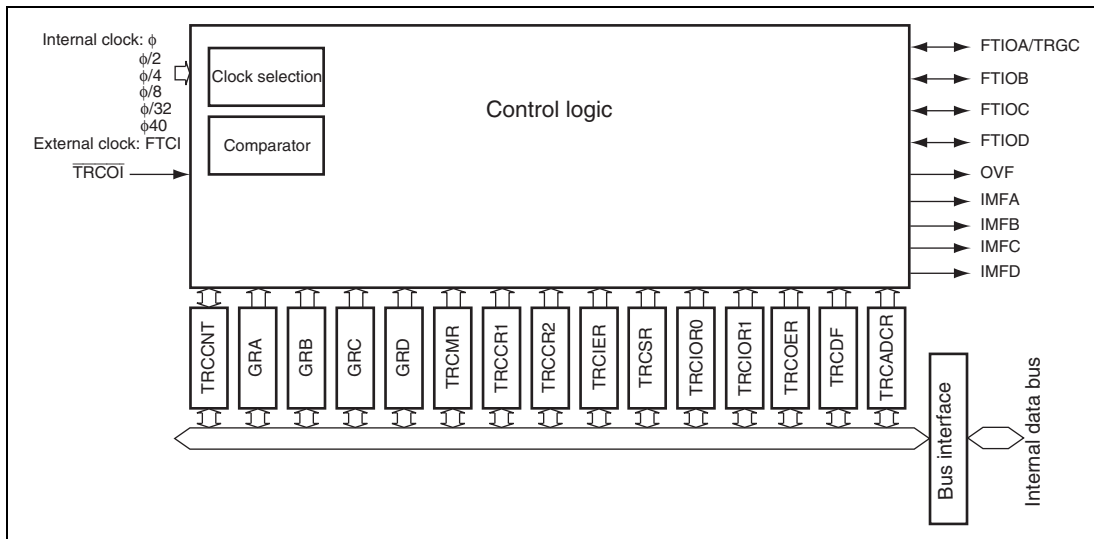 Internal clock: ϕ
ϕ/2
ϕ/4
ϕ/8
ϕ/32
ϕ40
External clock: FTCI
TRCOI
Clock selection
Comparator
Control logic
FTIOA/TRGC
FTIOB
FTIOC
FTIOD
OVF
IMFA
IMFB
IMFC
IMFD
TRCCNT
GRA
GRB
GRC
GRD
TRCMR
TRCCR1
TRCCR2
TRCIER
TRCSR
TRCIOR0
TRCIOR1
TRCOER
TRCDF
TRCADCR
Bus interface
Internal data bus